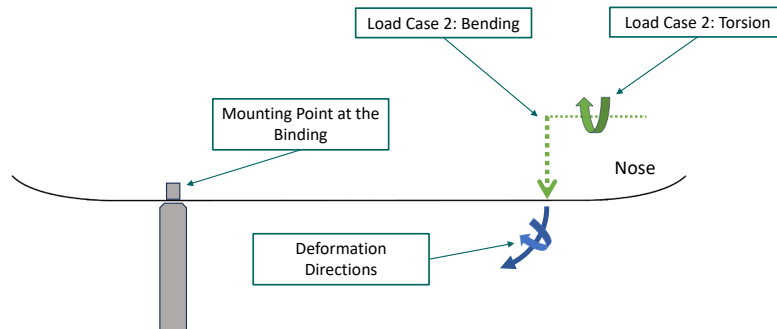 Load Case 2: Bending
Load Case 2: Torsion
Mounting Point at the
Binding
Nose
Deformation
Directions